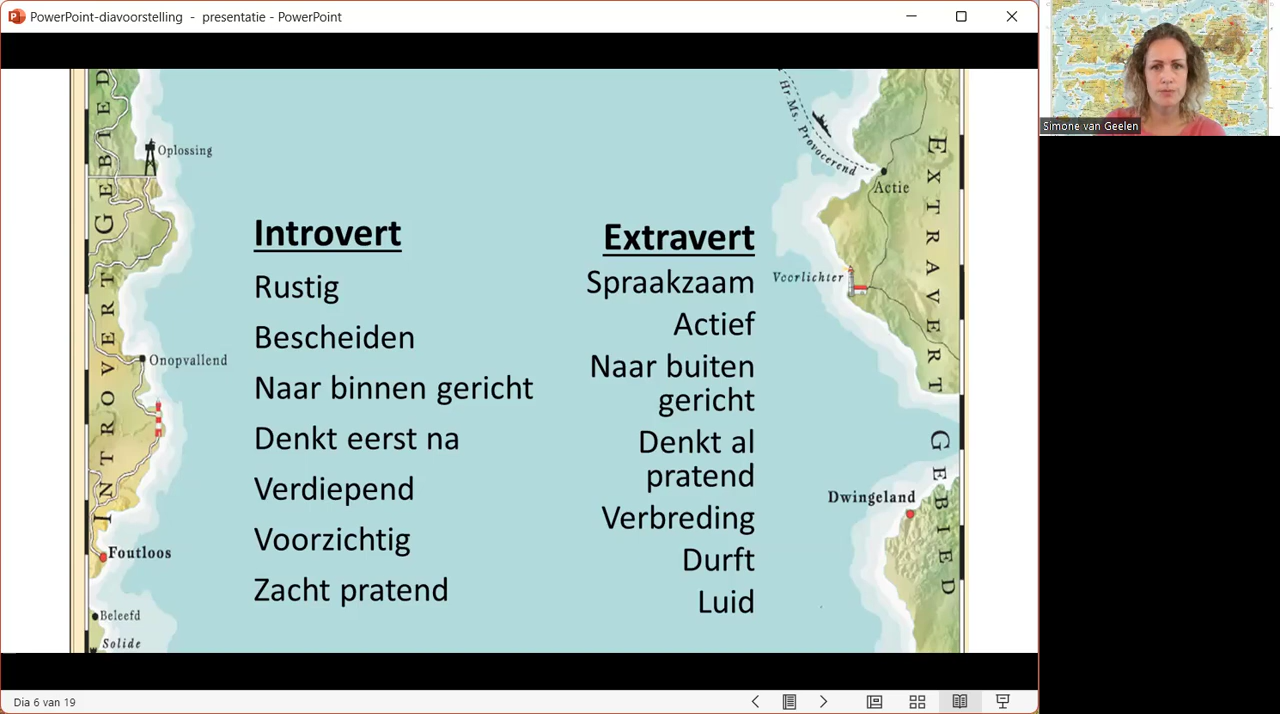 PowerPoint-diavoorstelling - presentatie - PowerPoint
Simone van Geelen
INTROVERT GEBIED
Oplossing
Onopvallend
Foutloos
Beleefd
Solide
Introvert
Rustig
Bescheiden
Naar binnen gericht
Denkt eerst na
Verdiepend
Voorzichtig
Zacht pratend
Extravert
Spraakzaam
Actief
Naar buiten
gericht
Denkt al
pratend
Verbreding
Durft
Luid
Hr Ms. Provocerend
Actie
Voorlichter
Dwingeland
EXTRAVERT GEBIED
Dia 6 van 19